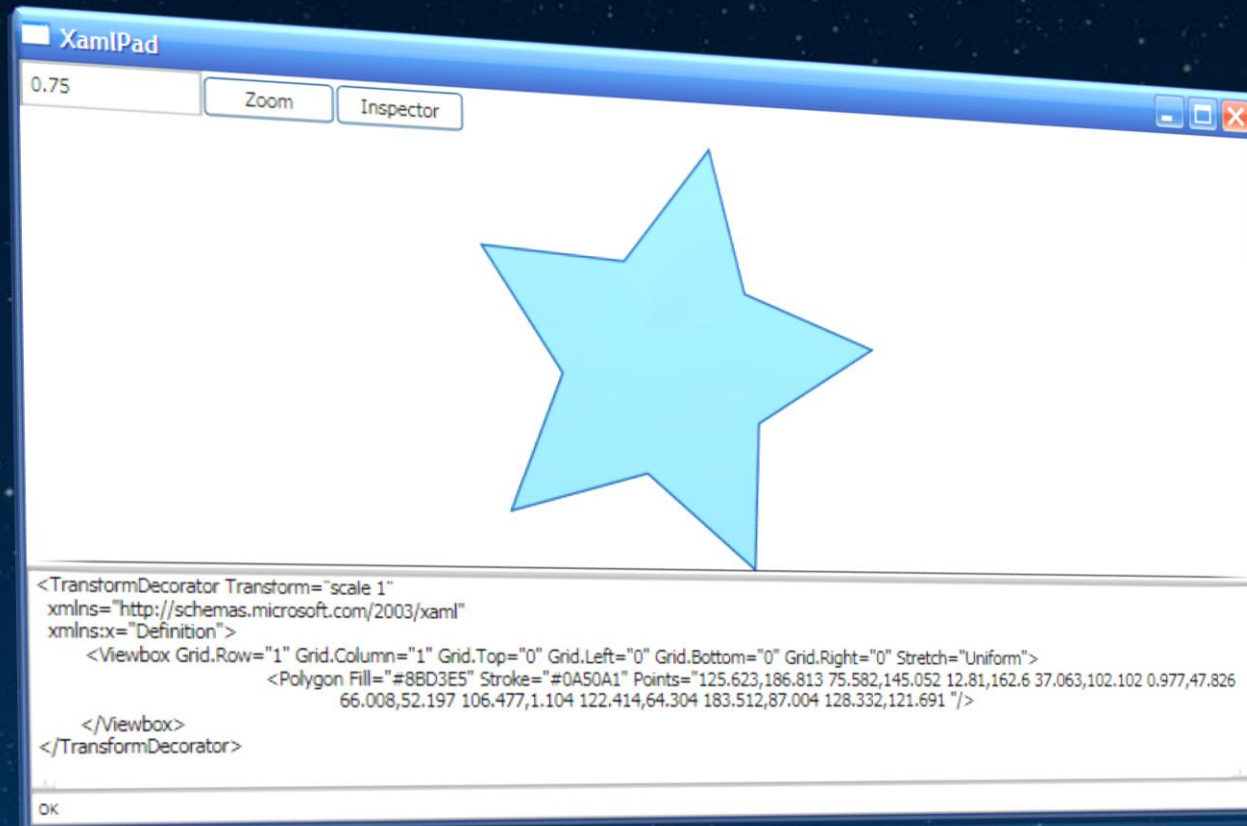 XamlPad
0.75
Zoom
Inspector
<TransformDecorator Transform="scale 1"
xmlns="http://schemas.microsoft.com/2003/xaml"
xmlns:x="Definition">
<Viewbox Grid.Row="1" Grid.Column="1" Grid.Top="0" Grid.Left="0" Grid.Bottom="0" Grid.Right="0" Stretch="Uniform">
<Polygon Fill="#8BD3E5" Stroke="#0A50A1" Points="125.623,186.813 75.582,145.052 12.81,162.6 37.063,102.102 0.977,47.826
66.008,52.197 106.477,1.104 122.414,64.304 183.512,87.004 128.332,121.691 "/>
</Viewbox>
</TransformDecorator>
OK